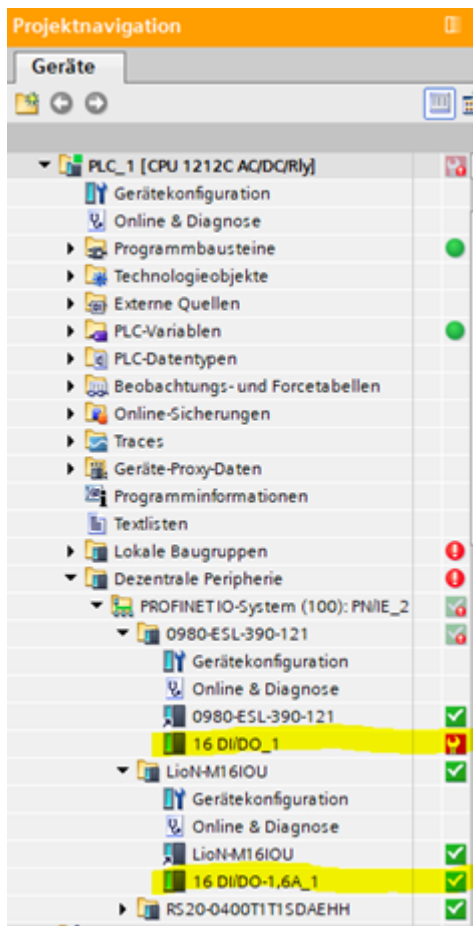 Projektnavigation
Geräte
PLC_1 [CPU 1212C AC/DC/Rly]
Gerätekonfiguration
Online & Diagnose
Programmbausteine
Technologieobjekte
Externe Quellen
PLC-Variablen
PLC-Datentypen
Beobachtungs- und Forcetabellen
Online-Sicherungen
Traces
Geräte-Proxy-Daten
Programminformationen
Textlisten
Lokale Baugruppen
Dezentrale Peripherie
PROFINET IO-System (100): PN/IE_2
0980-ESL-390-121
Gerätekonfiguration
Online & Diagnose
0980-ESL-390-121
16 DI/DO_1
LioN-M16IOU
Gerätekonfiguration
Online & Diagnose
LioN-M16IOU
16 DI/DO-1,6A_1
RS20-0400T1T1SDAEHH